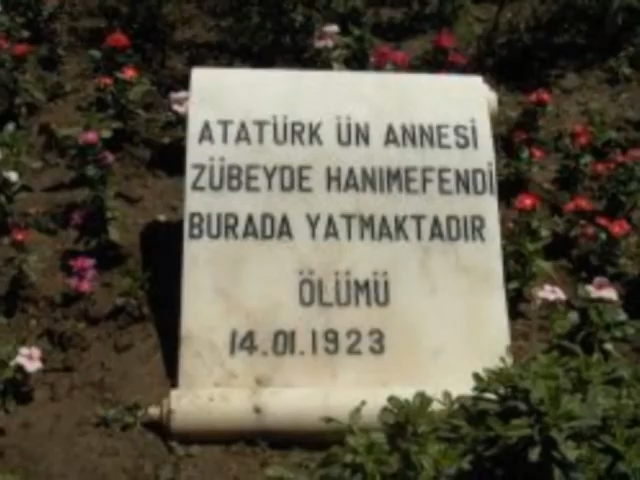 ATATÜRK ÜN ANNESİ
ZÜBEYDE HANIMEFENDİ
BURADA YATMAKTADIR
ÖLÜMÜ
14.01.1923